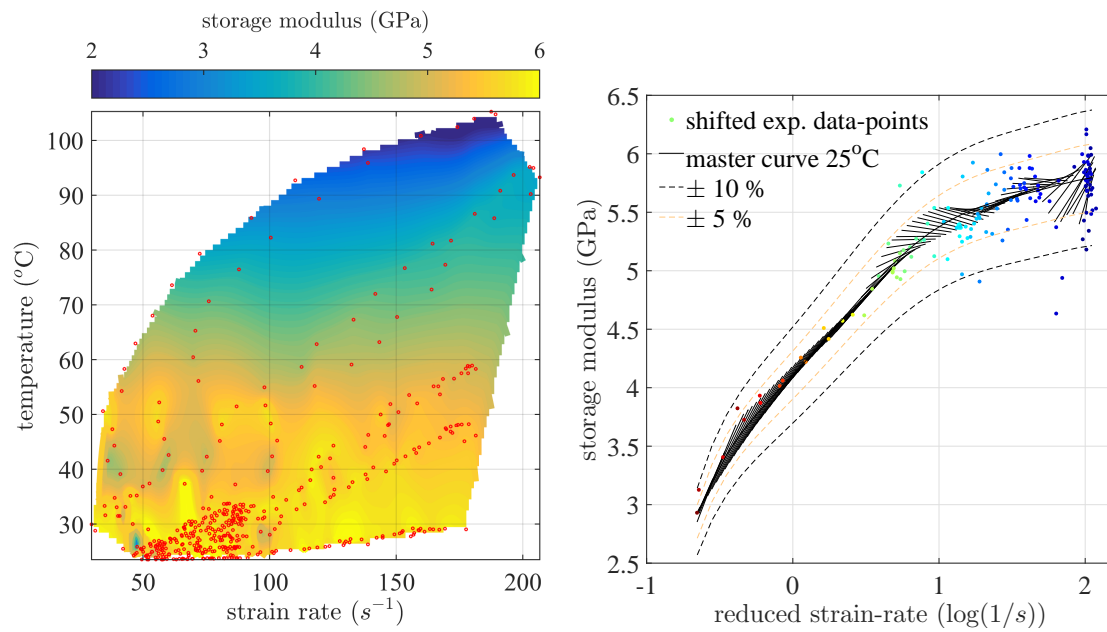 storage modulus (GPa)
2 3 4 5 6
100
90
80
70
60
50
40
30
temperature (°C)
50 100 150 200
strain rate (s⁻¹)
6.5
6
5.5
5
4.5
4
3.5
3
2.5
storage modulus (GPa)
shifted exp. data-points
master curve 25°C
± 10 %
± 5 %
-1 0 1 2
reduced strain-rate (log(1/s))